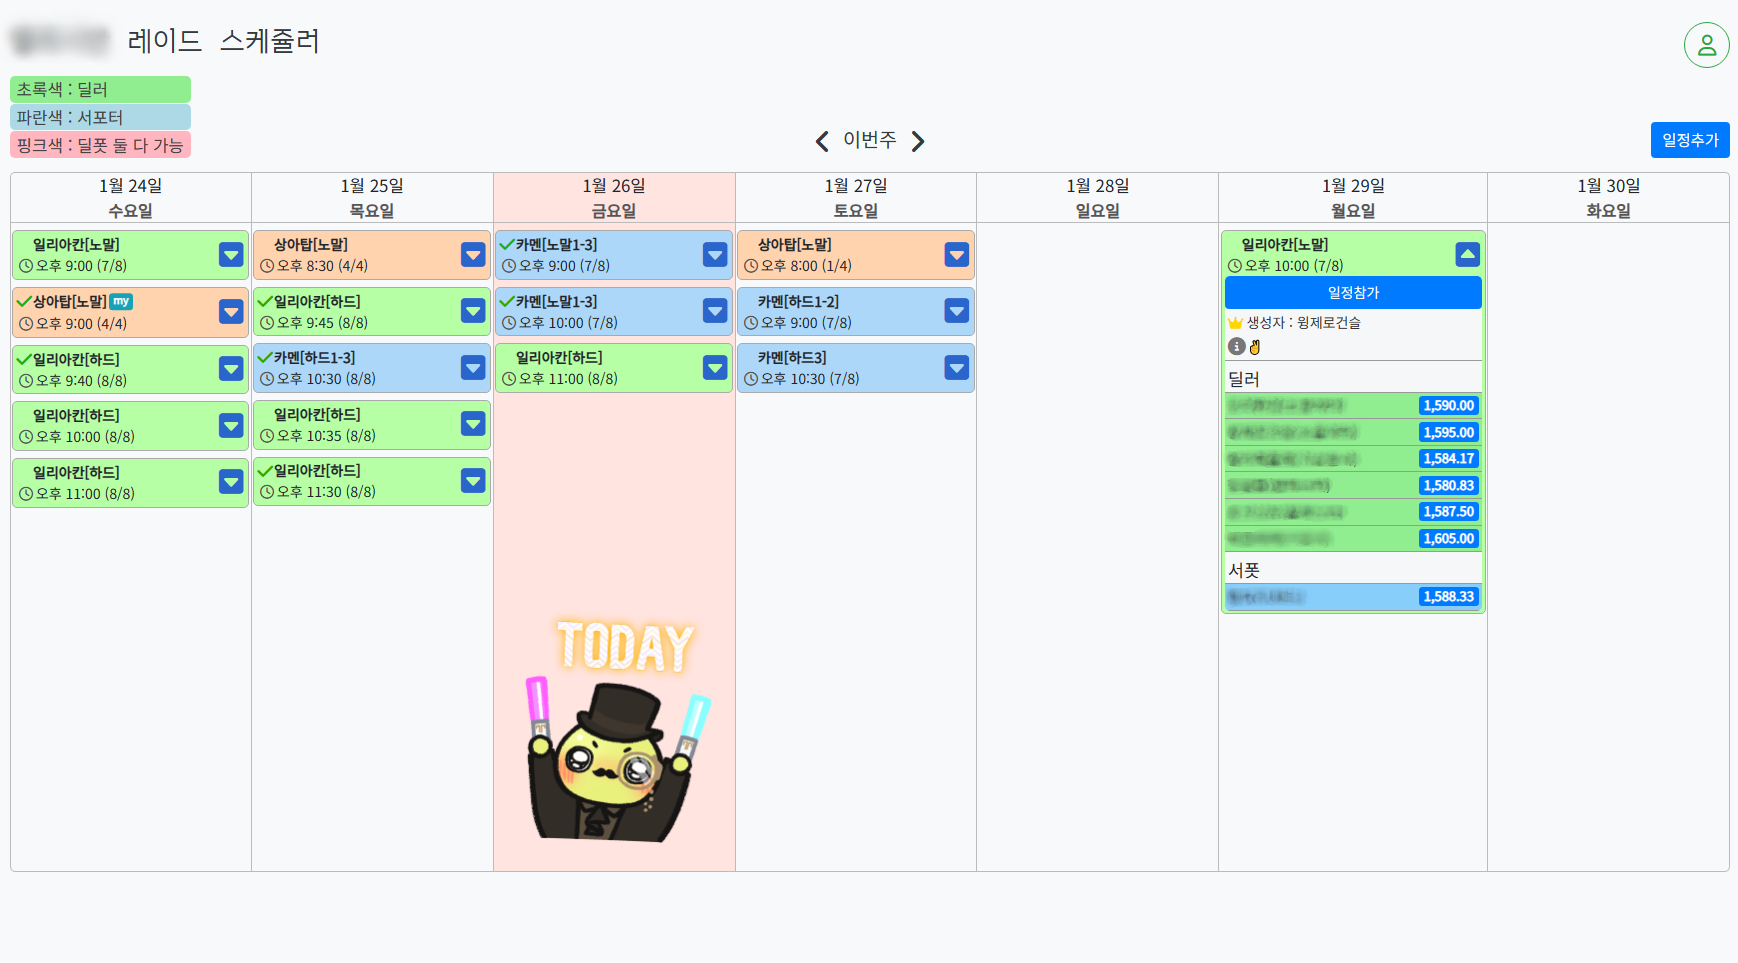 레이드 스케쥴러
초록색 : 딜러
파란색 : 서포터
핑크색 : 딜폿 둘 다 가능
이번주
일정추가
1월 24일
수요일
일리아칸[노말]
오후 9:00 (7/8)
상아탑[노말] my
오후 9:00 (4/4)
일리아칸[하드]
오후 9:40 (8/8)
일리아칸[하드]
오후 10:00 (8/8)
일리아칸[하드]
오후 11:00 (8/8)
1월 25일
목요일
상아탑[노말]
오후 8:30 (4/4)
일리아칸[하드]
오후 9:45 (8/8)
카멘[하드1-3]
오후 10:30 (8/8)
일리아칸[하드]
오후 10:35 (8/8)
일리아칸[하드]
오후 11:30 (8/8)
1월 26일
금요일
카멘[노말1-3]
오후 9:00 (7/8)
카멘[노말1-3]
오후 10:00 (7/8)
일리아칸[하드]
오후 11:00 (8/8)
TODAY
1월 27일
토요일
상아탑[노말]
오후 8:00 (1/4)
카멘[하드1-2]
오후 9:00 (7/8)
카멘[하드3]
오후 10:30 (7/8)
1월 28일
일요일
1월 29일
월요일
일리아칸[노말]
오후 10:00 (7/8)
일정참가
생성자 : 윙제로건슬
딜러
1,590.00
1,595.00
1,584.17
1,580.83
1,587.50
1,605.00
서폿
1,588.33
1월 30일
화요일